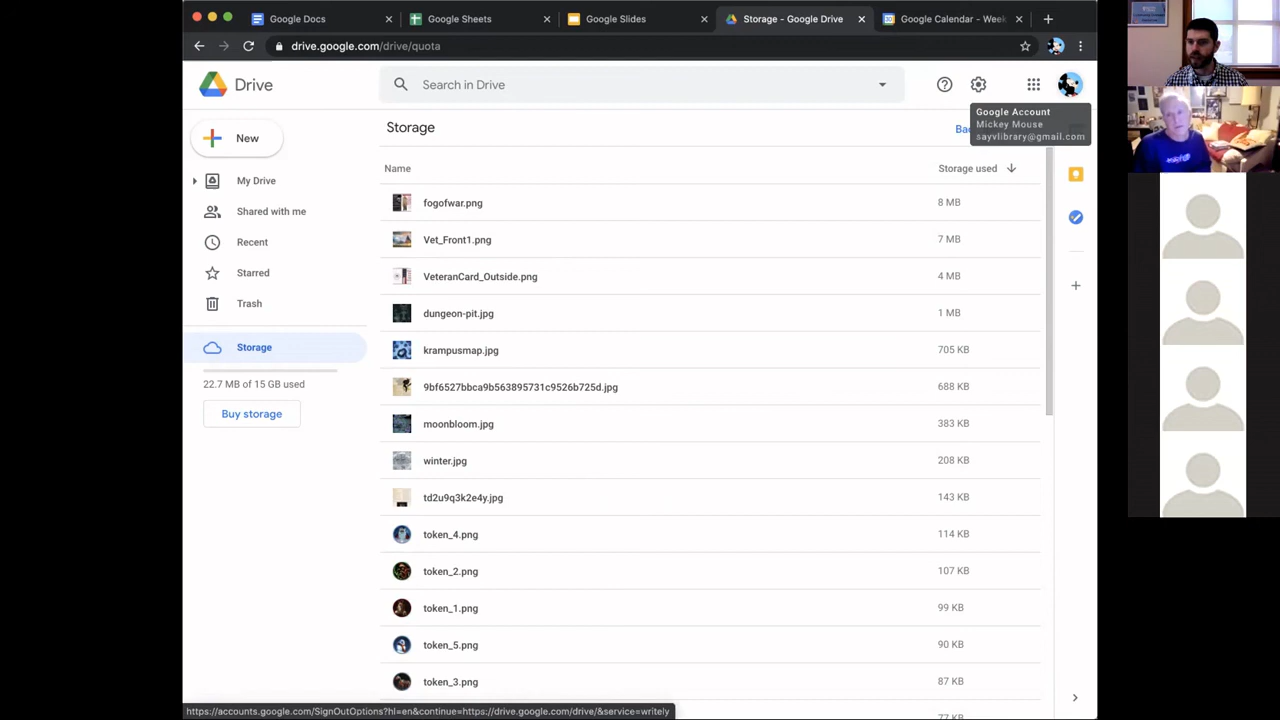 Google Docs
Google Sheets
Google Slides
Storage - Google Drive
Google Calendar - Week
drive.google.com/drive/quota
Drive
Search in Drive
Google Account
Mickey Mouse
sayvlibrary@gmail.com
New
Storage
My Drive
Shared with me
Recent
Starred
Trash
Storage
22.7 MB of 15 GB used
Buy storage
Name Storage used
fogofwar.png 8 MB
Vet_Front1.png 7 MB
VeteranCard_Outside.png 4 MB
dungeon-pit.jpg 1 MB
krampusmap.jpg 705 KB
9bf6527bbca9b563895731c9526b725d.jpg 688 KB
moonbloom.jpg 383 KB
winter.jpg 208 KB
td2u9q3k2e4y.jpg 143 KB
token_4.png 114 KB
token_2.png 107 KB
token_1.png 99 KB
token_5.png 90 KB
token_3.png 87 KB
77 KB
https://accounts.google.com/SignOutOptions?hl=en&continue=https://drive.google.com/drive/&service=writely